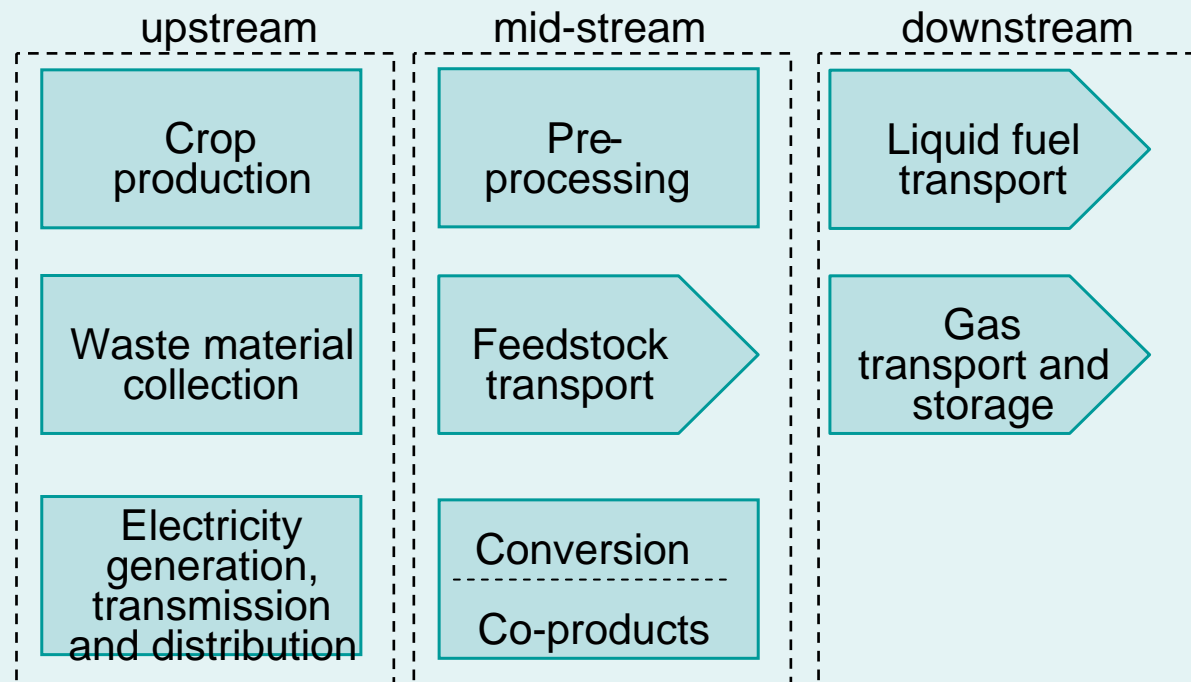 upstream
mid-stream
downstream
Crop
production
Pre-
processing
Liquid fuel
transport
Waste material
collection
Feedstock
transport
Gas
transport and
storage
Electricity
generation,
transmission
and distribution
Conversion
Co-products